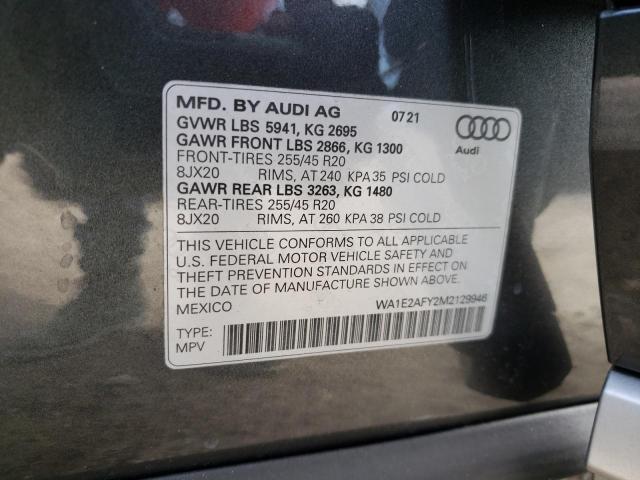 MFD. BY AUDI AG 07 21
GVWR LBS 5941, KG 2695
GAWR FRONT LBS 2866, KG 1300
FRONT-TIRES 255/45 R20
8JX20 RIMS, AT 240 KPA 35 PSI COLD
GAWR REAR LBS 3263, KG 1480
REAR-TIRES 255/45 R20
8JX20 RIMS, AT 260 KPA 38 PSI COLD
Audi
THIS VEHICLE CONFORMS TO ALL APPLICABLE
U.S. FEDERAL MOTOR VEHICLE SAFETY AND
THEFT PREVENTION STANDARDS IN EFFECT ON
THE DATE OF MANUFACTURE SHOWN ABOVE.
MEXICO WA1E2AFY2M2129946
TYPE:
MPV